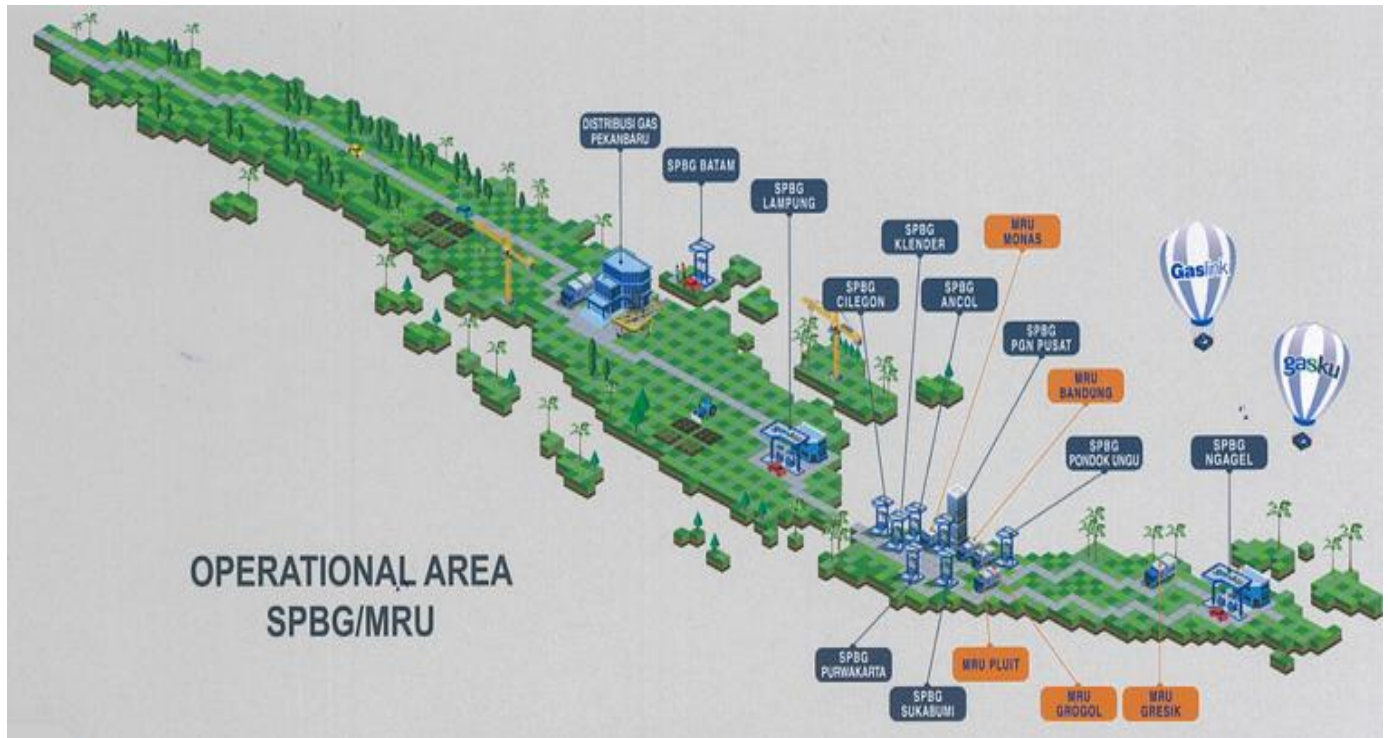 DISTRIBUSI GAS
PEKANBARU
SPBG BATAM
SPBG
LAMPUNG
SPBG
KLENDER
MRU
MONAS
SPBG
CILEGON
SPBG
ANCOL
SPBG
PGN PUSAT
MRU
BANDUNG
SPBG
PONDOK UNGU
SPBG
NGAGEL
Gaslink
gasku
OPERATIONAL AREA
SPBG/MRU
SPBG
PURWAKARTA
SPBG
SUKABUMI
MRU PLUIT
MRU
GROGOL
MRU
GRESIK